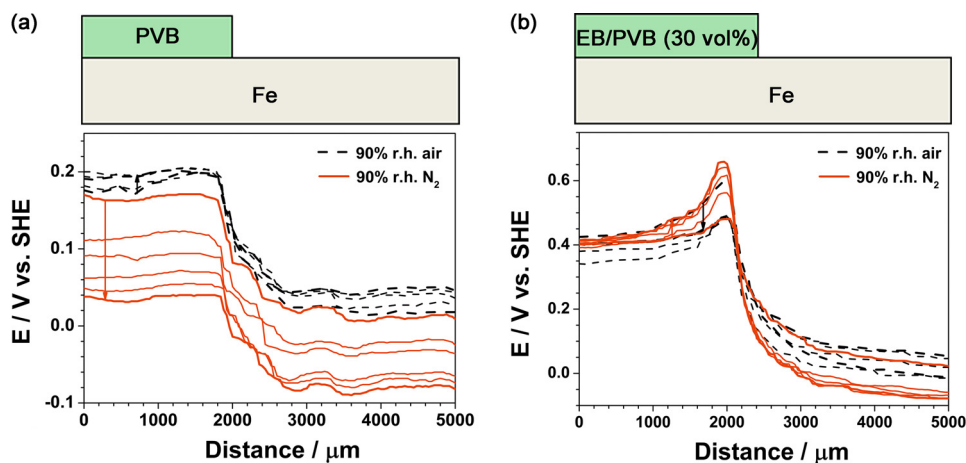 (a)
PVB
Fe
E / V vs. SHE
0.2
0.1
0.0
-0.1
90% r.h. air
90% r.h. N₂
0 1000 2000 3000 4000 5000
Distance / μm
(b)
EB/PVB (30 vol%)
Fe
E / V vs. SHE
0.6
0.4
0.2
0.0
90% r.h. air
90% r.h. N₂
0 1000 2000 3000 4000 5000
Distance / μm